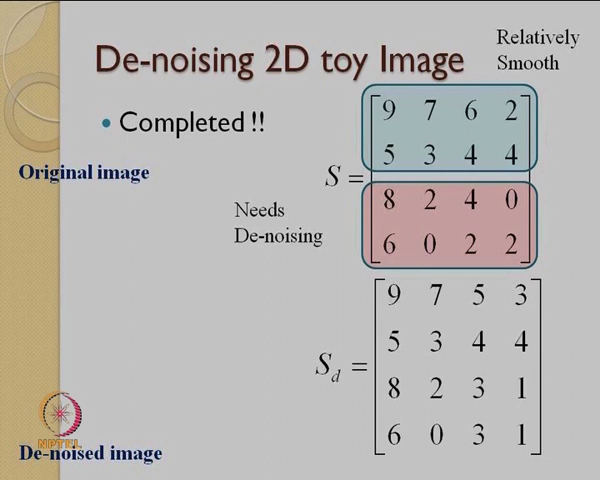 De-noising 2D toy Image
Relatively
Smooth
• Completed !!
Original image
S =
9 7 6 2
5 3 4 4
8 2 4 0
6 0 2 2
Needs
De-noising
S_d =
9 7 5 3
5 3 4 4
8 2 3 1
6 0 3 1
NPTEL
De-noised image